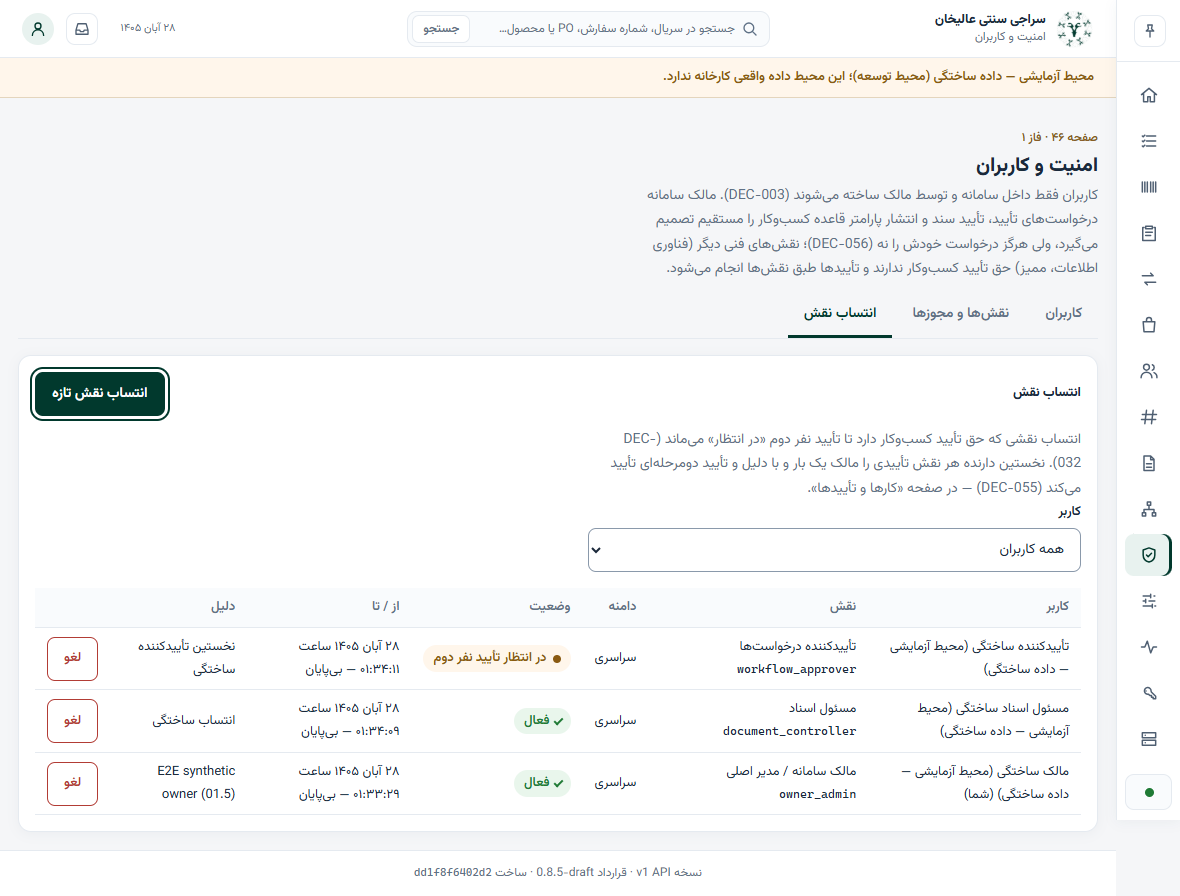 سراجی سنتی عالیخان
امنیت و کاربران
جستجو در سریال، شماره سفارش، PO یا محصول...
جستجو
۲۸ آبان ۱۴۰۵
محیط آزمایشی — داده ساختگی (محیط توسعه)؛ این محیط داده واقعی کارخانه ندارد.
صفحه ۴۶ · فاز ۱
امنیت و کاربران
کاربران فقط داخل سامانه و توسط مالک ساخته می‌شوند (DEC-003). مالک سامانه
درخواست‌های تأیید، تأیید سند و انتشار پارامتر قاعده کسب‌وکار را مستقیم تصمیم
می‌گیرد، ولی هرگز درخواست خودش را نه (DEC-056)؛ نقش‌های فنی دیگر (فناوری
اطلاعات، ممیز) حق تأیید کسب‌وکار ندارند و تأییدها طبق نقش‌ها انجام می‌شود.
کاربران
نقش‌ها و مجوزها
انتساب نقش
انتساب نقش
انتساب نقش تازه
انتساب نقشی که حق تأیید کسب‌وکار دارد تا تأیید نفر دوم «در انتظار» می‌ماند (DEC-
032). نخستین دارنده هر نقش تأییدی را مالک یک بار و با دلیل و تأیید دومرحله‌ای تأیید
می‌کند (DEC-055) — در صفحه «کارها و تأییدها».
کاربر
همه کاربران
کاربر نقش دامنه وضعیت از / تا دلیل
تأییدکننده ساختگی (محیط آزمایشی
— داده ساختگی)
تأییدکننده درخواست‌ها
workflow_approver
سراسری
در انتظار تأیید نفر دوم
۲۸ آبان ۱۴۰۵ ساعت
۰۱:۳۴:۱۱ — بی‌پایان
نخستین تأییدکننده
ساختگی
لغو
مسئول اسناد ساختگی (محیط
آزمایشی — داده ساختگی)
مسئول اسناد
document_controller
سراسری
فعال
۲۸ آبان ۱۴۰۵ ساعت
۰۱:۳۴:۰۹ — بی‌پایان
انتساب ساختگی
لغو
مالک ساختگی (محیط آزمایشی —
داده ساختگی) (شما)
مالک سامانه / مدیر اصلی
owner_admin
سراسری
فعال
۲۸ آبان ۱۴۰۵ ساعت
۰۱:۳۳:۲۹ — بی‌پایان
E2E synthetic
owner (01.5)
لغو
نسخه API v1 · قرارداد 0.8.5-draft · ساخت dd1f8f6402d2